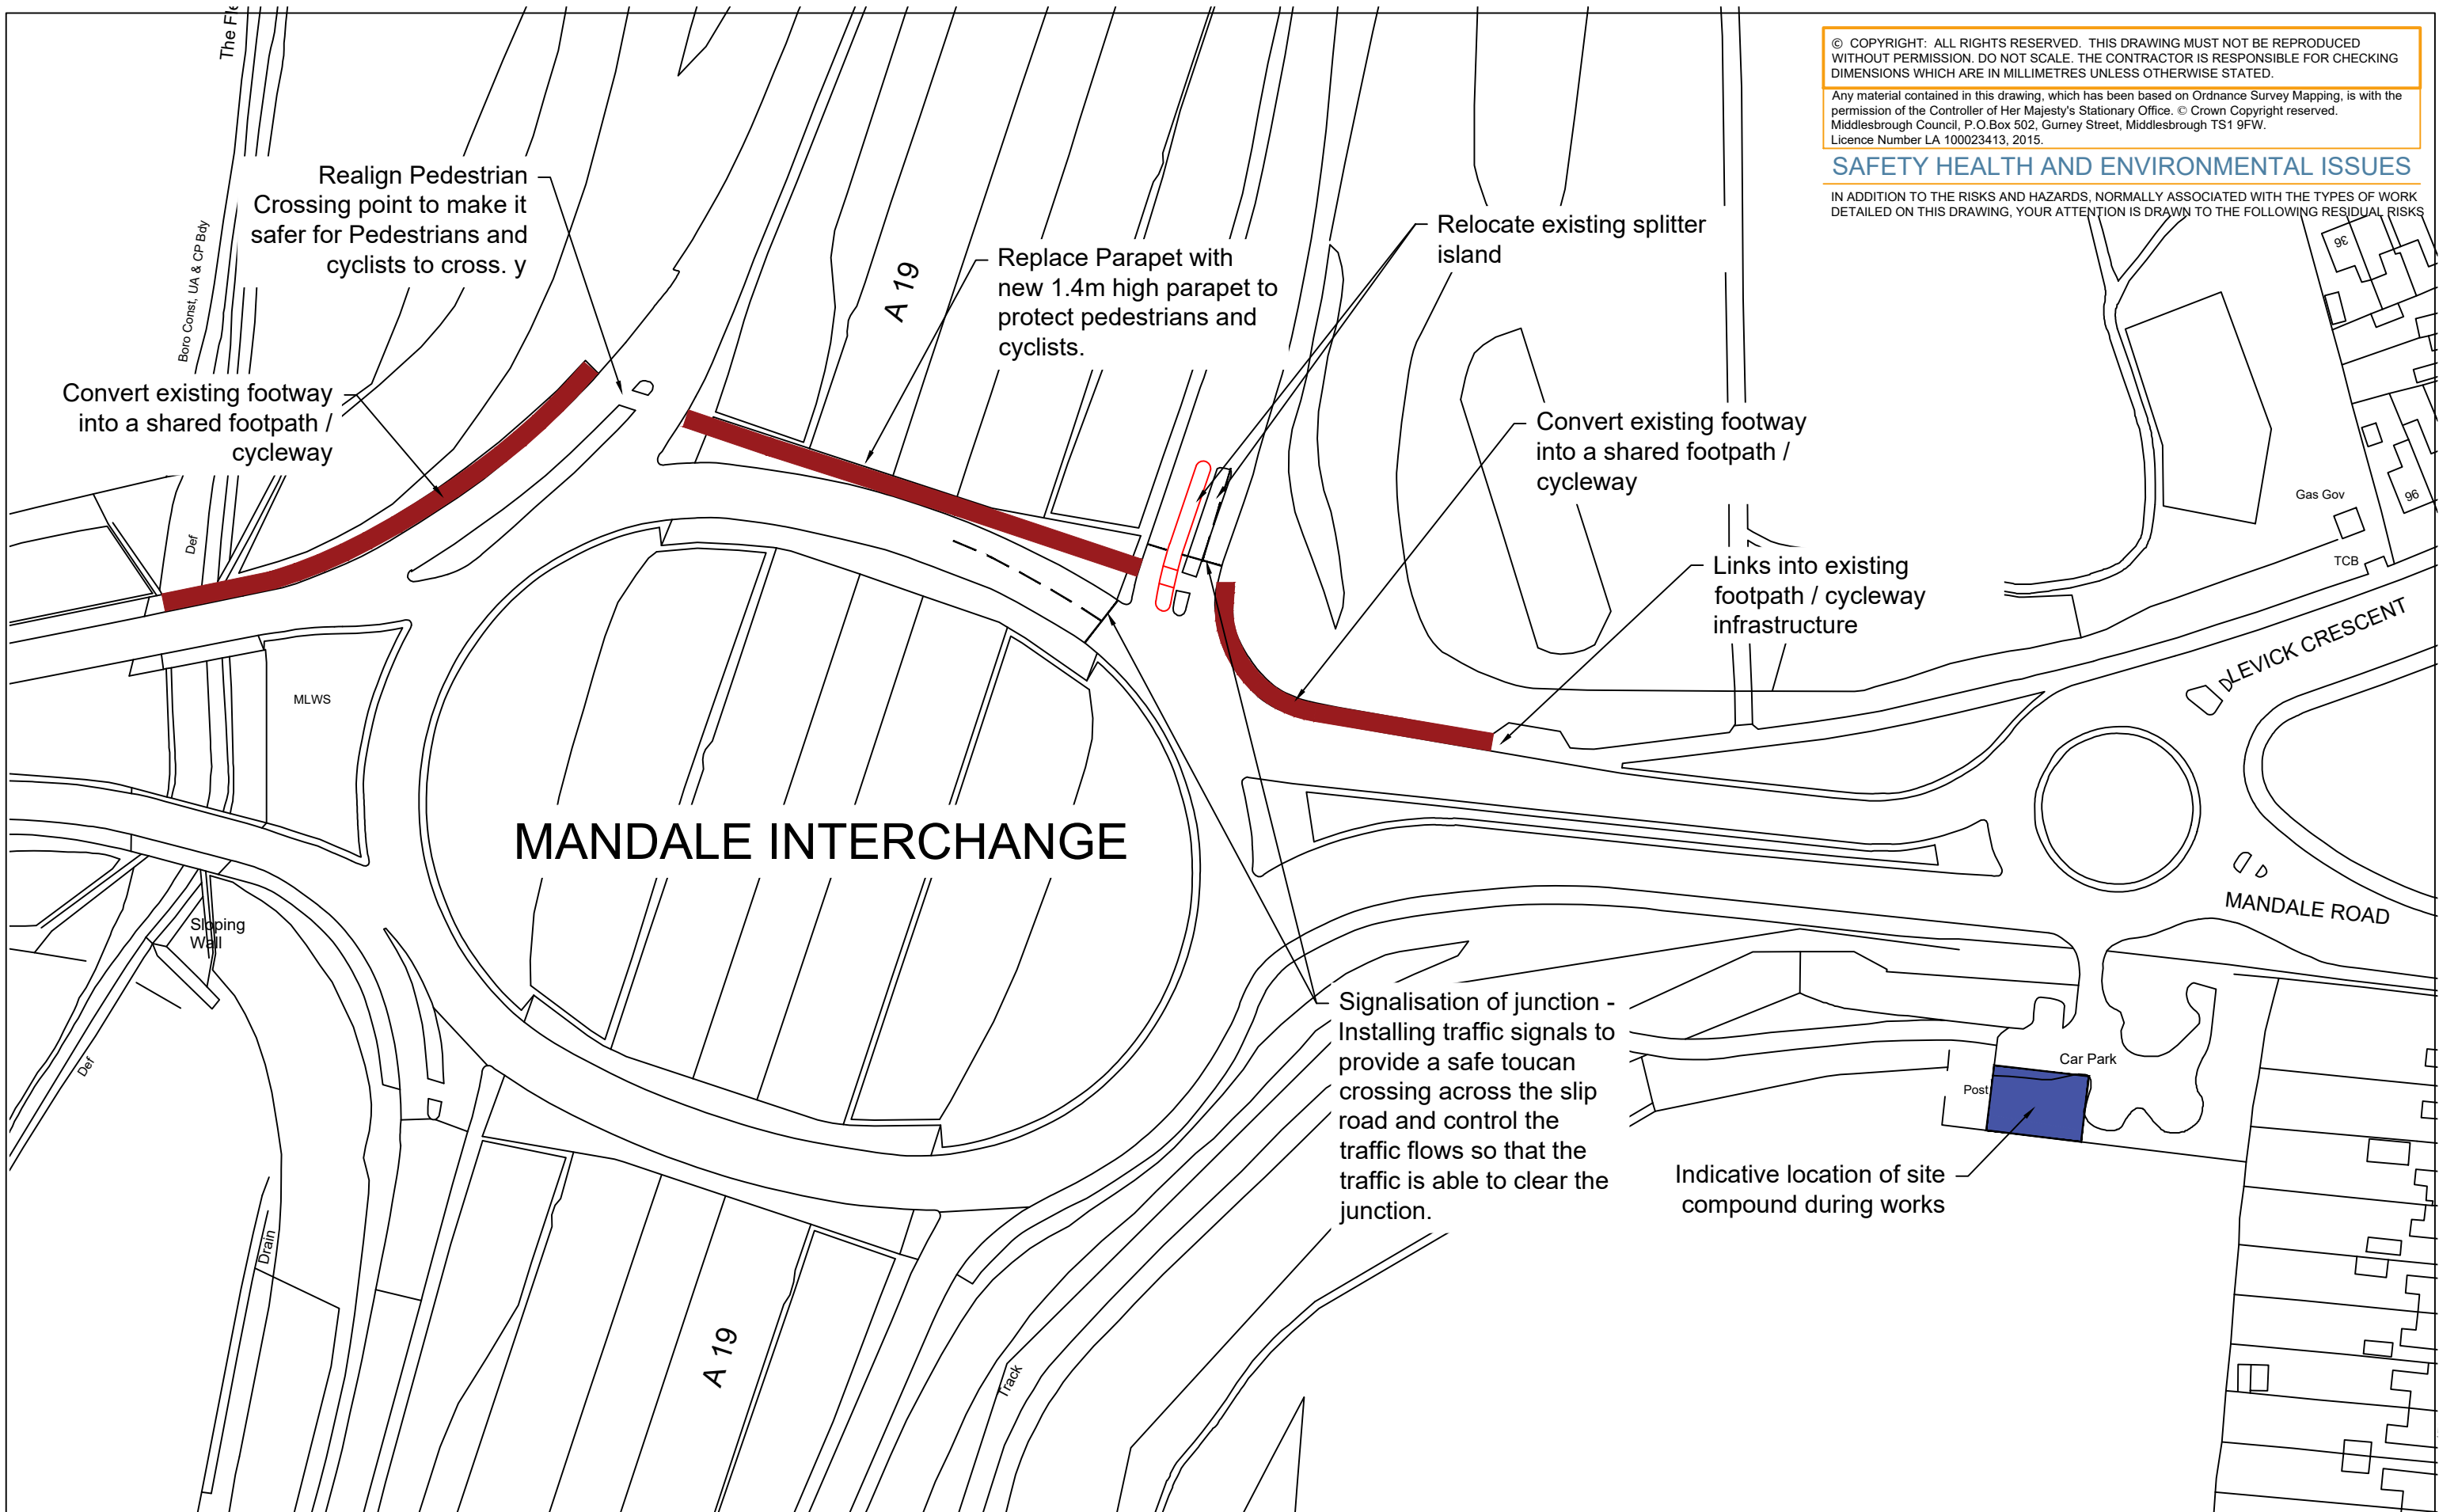 The Fle
© COPYRIGHT: ALL RIGHTS RESERVED. THIS DRAWING MUST NOT BE REPRODUCED
WITHOUT PERMISSION. DO NOT SCALE. THE CONTRACTOR IS RESPONSIBLE FOR CHECKING
DIMENSIONS WHICH ARE IN MILLIMETRES UNLESS OTHERWISE STATED.
Any material contained in this drawing, which has been based on Ordnance Survey Mapping, is with the
permission of the Controller of Her Majesty's Stationary Office. © Crown Copyright reserved.
Middlesbrough Council, P.O.Box 502, Gurney Street, Middlesbrough TS1 9FW.
Licence Number LA 100023413, 2015.
SAFETY HEALTH AND ENVIRONMENTAL ISSUES
IN ADDITION TO THE RISKS AND HAZARDS, NORMALLY ASSOCIATED WITH THE TYPES OF WORK
DETAILED ON THIS DRAWING, YOUR ATTENTION IS DRAWN TO THE FOLLOWING RESIDUAL RISKS
Realign Pedestrian
Crossing point to make it
safer for Pedestrians and
cyclists to cross. y
Boro Const, UA & CP Bdy
A 19
Replace Parapet with
new 1.4m high parapet to
protect pedestrians and
cyclists.
Relocate existing splitter
island
36
Convert existing footway
into a shared footpath /
cycleway
Convert existing footway
into a shared footpath /
cycleway
Gas Gov
96
Def
TCB
Links into existing
footpath / cycleway
infrastructure
LEVICK CRESCENT
MLWS
MANDALE INTERCHANGE
MANDALE ROAD
Sloping
Wall
Def
Signalisation of junction -
Installing traffic signals to
provide a safe toucan
crossing across the slip
road and control the
traffic flows so that the
traffic is able to clear the
junction.
Car Park
Post
Indicative location of site
compound during works
Drain
A 19
Track